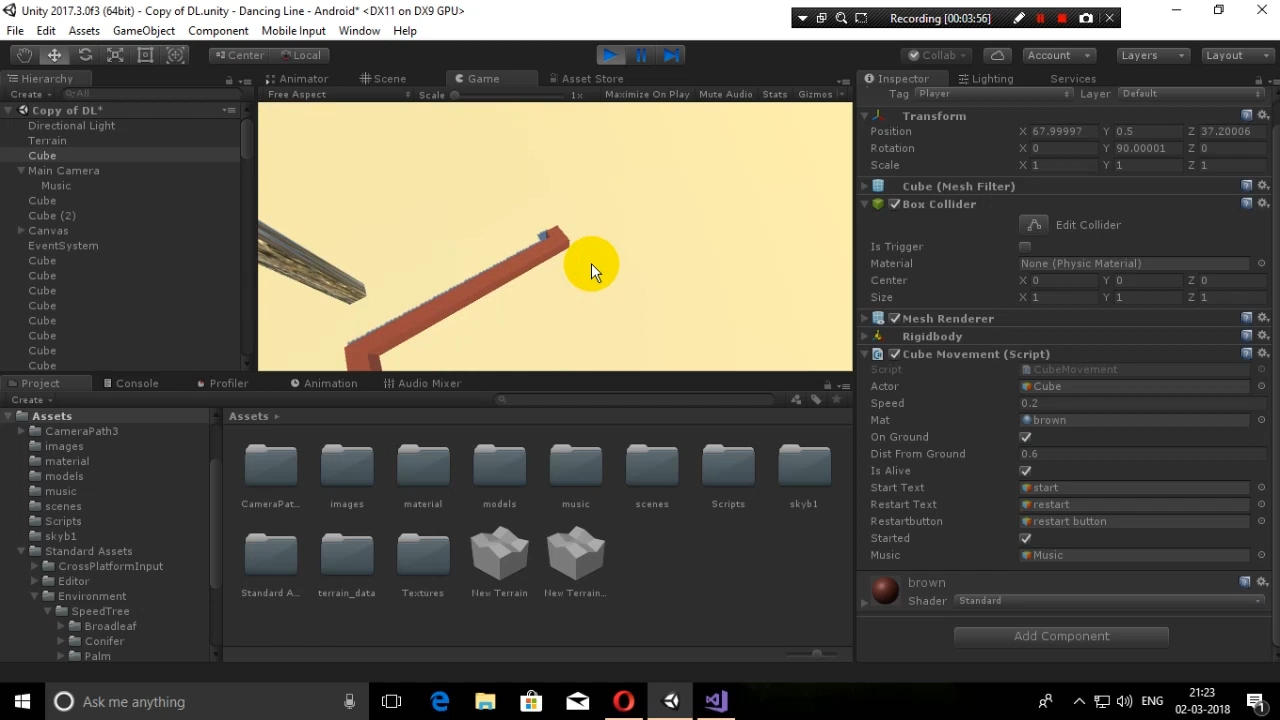 Unity 2017.3.0f3 (64bit) - Copy of DL.unity - Dancing Line - Android* <DX11 on DX9 GPU>
Recording [00:03:56]
File Edit Assets GameObject Component Mobile Input Window Help
Center Local Collab Account Layers Layout
Hierarchy Animator Scene Game Asset Store Inspector Lighting Services
Create All Free Aspect Scale 1x Maximize On Play Mute Audio Stats Gizmos Tag Player Layer Default
Copy of DL*
Directional Light
Terrain
Cube
Main Camera
Music
Cube
Cube (2)
Canvas
EventSystem
Cube
Cube
Cube
Cube
Cube
Cube
Cube
Cube
Transform
Position X 67.99997 Y 0.5 Z 37.20006
Rotation X 0 Y 90.00001 Z 0
Scale X 1 Y 1 Z 1
Cube (Mesh Filter)
Box Collider
Edit Collider
Is Trigger
Material None (Physic Material)
Center X 0 Y 0 Z 0
Size X 1 Y 1 Z 1
Mesh Renderer
Rigidbody
Cube Movement (Script)
Script CubeMovement
Actor Cube
Speed 0.2
Mat brown
On Ground
Dist From Ground 0.6
Is Alive
Start Text start
Restart Text restart
Restartbutton restart button
Started
Music Music
brown
Shader Standard
Add Component
Project Console Profiler Animation Audio Mixer
Create
Assets
CameraPath3
images
material
models
music
scenes
Scripts
skyb1
Standard Assets
CrossPlatformInput
Editor
Environment
SpeedTree
Broadleaf
Conifer
Palm
Assets
CameraPat... images material models music scenes Scripts skyb1
Standard A... terrain_data Textures New Terrain New Terrain...
Ask me anything
ENG
21:23
02-03-2018
1